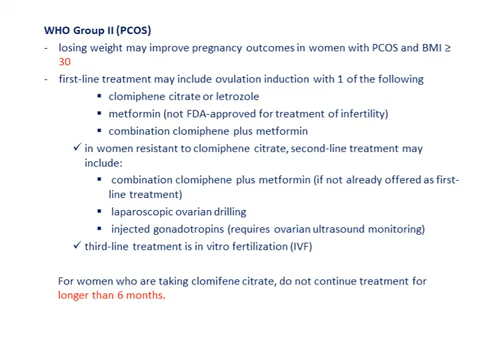 WHO Group II (PCOS)
- losing weight may improve pregnancy outcomes in women with PCOS and BMI ≥
30
- first-line treatment may include ovulation induction with 1 of the following
▪ clomiphene citrate or letrozole
▪ metformin (not FDA-approved for treatment of infertility)
▪ combination clomiphene plus metformin
✓ in women resistant to clomiphene citrate, second-line treatment may
include:
▪ combination clomiphene plus metformin (if not already offered as first-
line treatment)
▪ laparoscopic ovarian drilling
▪ injected gonadotropins (requires ovarian ultrasound monitoring)
✓ third-line treatment is in vitro fertilization (IVF)
For women who are taking clomifene citrate, do not continue treatment for
longer than 6 months.